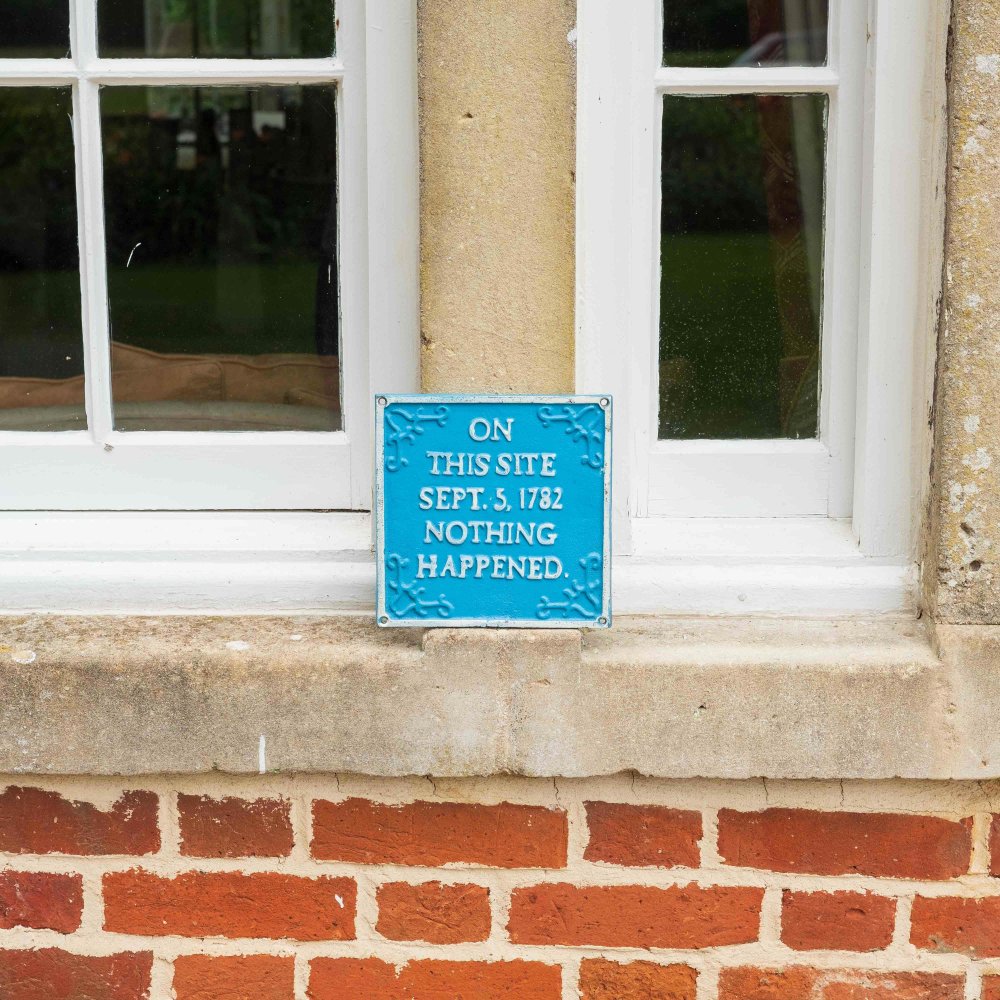 ON
THIS SITE
SEPT. 5, 1782
NOTHING
HAPPENED.